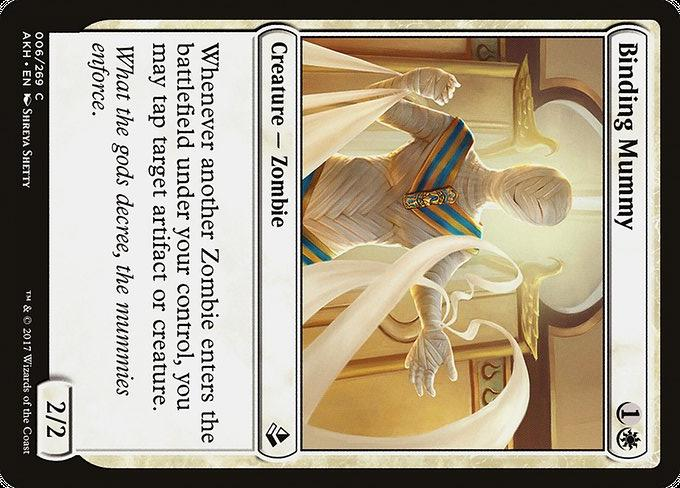 Binding Mummy 1
Creature — Zombie
Whenever another Zombie enters the
battlefield under your control, you
may tap target artifact or creature.
What the gods decree, the mummies
enforce.
2/2
006/269 C
AKH • EN Shreya Shetty
™ & © 2017 Wizards of the Coast